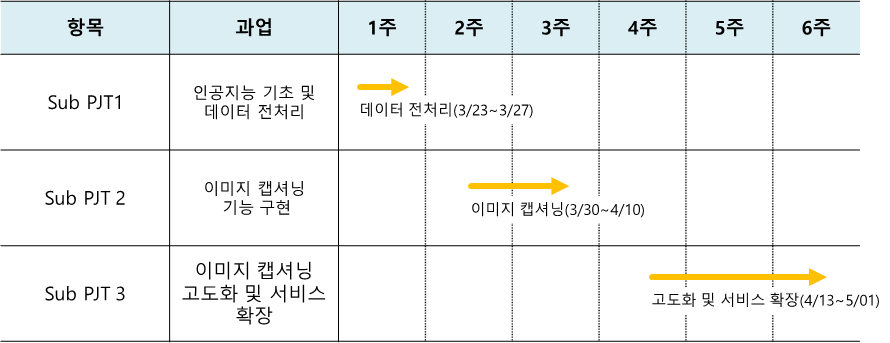 항목 과업 1주 2주 3주 4주 5주 6주
Sub PJT1
인공지능 기초 및
데이터 전처리
데이터 전처리(3/23~3/27)
Sub PJT 2
이미지 캡셔닝
기능 구현
이미지 캡셔닝(3/30~4/10)
Sub PJT 3
이미지 캡셔닝
고도화 및 서비스
확장
고도화 및 서비스 확장(4/13~5/01)